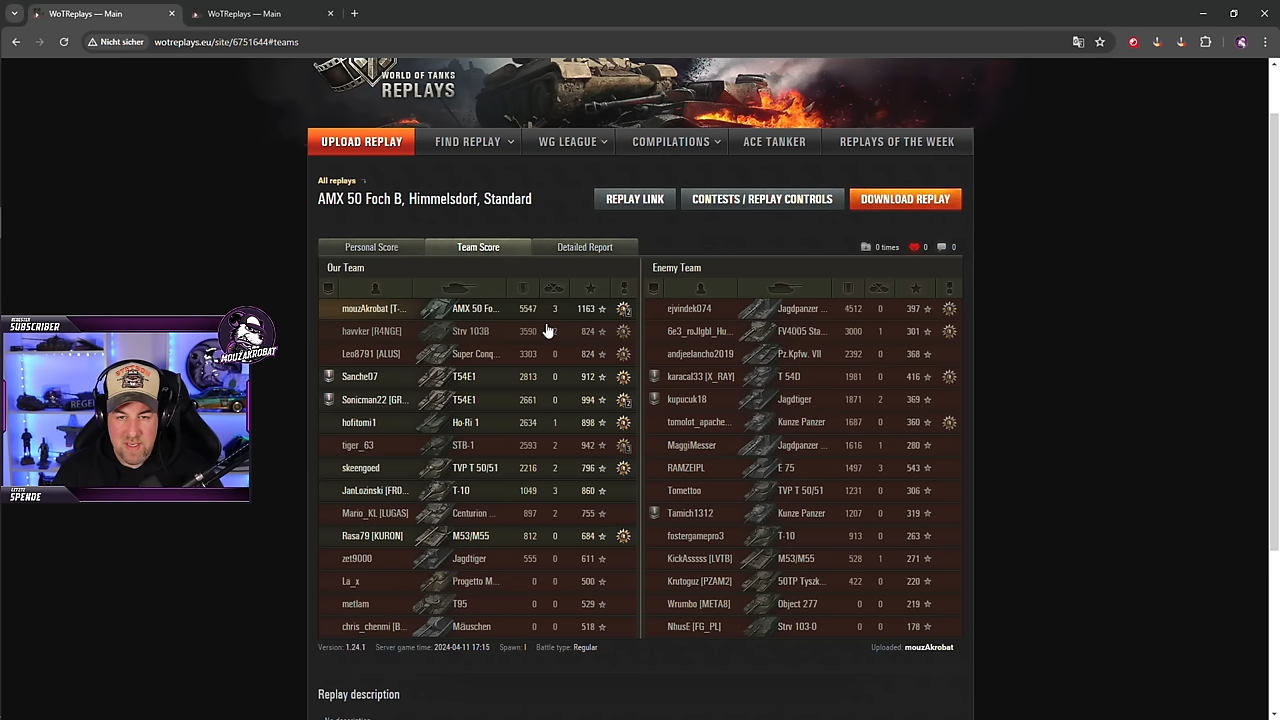 WoTReplays — Main
WoTReplays — Main
Nicht sicher
wotreplays.eu/site/6751644#teams
WORLD OF TANKS
REPLAYS
UPLOAD REPLAY
FIND REPLAY
WG LEAGUE
COMPILATIONS
ACE TANKER
REPLAYS OF THE WEEK
All replays
AMX 50 Foch B, Himmelsdorf, Standard
REPLAY LINK
CONTESTS / REPLAY CONTROLS
DOWNLOAD REPLAY
Personal Score
Team Score
Detailed Report
0 times
0
0
Our Team
mouzAkrobat [T-... AMX 50 Fo... 5547 3 1163
havvker [R4NGE] Strv 103B 3590 824
Leo8791 [ALUS] Super Conq... 3303 0 824
Sanche07 T54E1 2813 0 912
Sonicman22 [GR... T54E1 2661 0 994
hofitomi1 Ho-Ri 1 2634 1 898
tiger_63 STB-1 2593 2 942
skeengoed TVP T 50/51 2216 2 796
JanLozinski [FRO... T-10 1049 3 860
Mario_KL [LUGAS] Centurion ... 897 2 755
Rasa79 [KURON] M53/M55 812 0 684
zet9000 Jagdtiger 555 0 611
La_x Progetto M... 0 0 500
metlam T95 0 0 529
chris_chenmi [B... Mäuschen 0 0 518
Enemy Team
ejvindek074 Jagdpanzer ... 4512 0 397
6e3_roJlgbl_Hu... FV4005 Sta... 3000 1 301
andjeelancho2019 Pz.Kpfw. VII 2392 0 368
karacal33 [X_RAY] T 54D 1981 0 416
kupucuk18 Jagdtiger 1871 2 369
tomolot_apache... Kunze Panzer 1687 0 360
MaggiMesser Jagdpanzer ... 1616 1 280
RAMZEIPL E 75 1497 3 543
Tomettoo TVP T 50/51 1231 0 306
Tamich1312 Kunze Panzer 1207 0 319
fostergamepro3 T-10 913 0 263
KickAsssss [LVTB] M53/M55 528 1 271
Krutoguz [PZAM2] 50TP Tyszk... 422 0 220
Wrumbo [META8] Object 277 0 0 219
NhusE [FG_PL] Strv 103-0 0 0 178
Version: 1.24.1 Server game time: 2024-04-11 17:15 Spawn: I Battle type: Regular
Uploaded: mouzAkrobat
Replay description
NEUESTER
SUBSCRIBER
MOUZAKROBAT
LETZTE
SPENDE